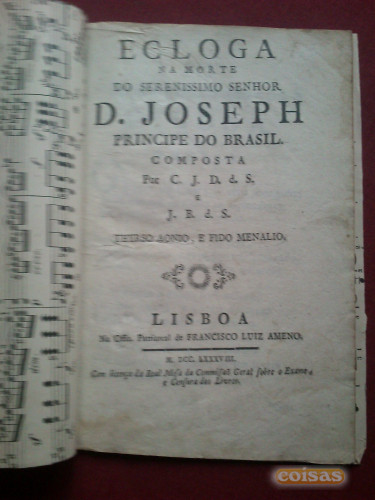 ECLOGA
NA MORTE
DO SERENISSIMO SENHOR
D. JOSEPH
PRINCIPE DO BRASIL.
COMPOSTA
Por C. J. D. d. S.
E
J. B. d. S.
THIRSO AONIO, E FIDO MENALIO,
LISBOA
Na Offic. Patriarcal de FRANCISCO LUIZ AMENO.
M. DCC. LXXXVIII.
Com licença da Real Mesa da Commissaõ Geral sobre o Exame,
e Censura dos Livros.
coisas